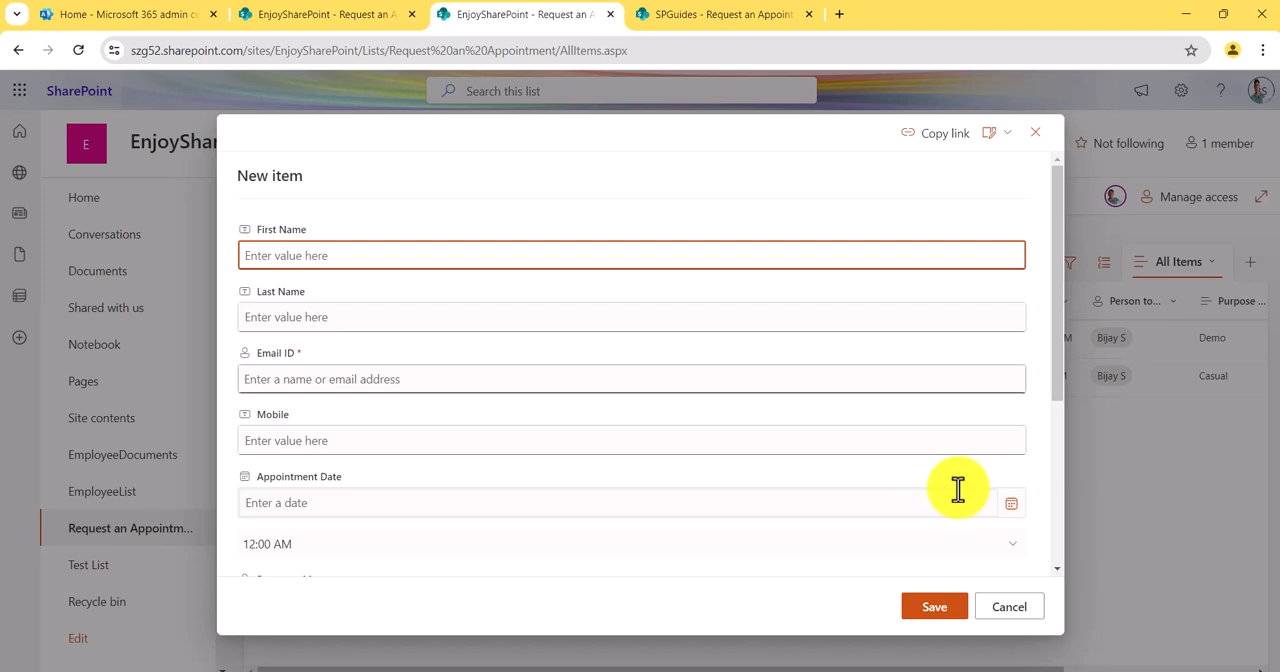 Home - Microsoft 365 admin ce
EnjoySharePoint - Request an A
EnjoySharePoint - Request an A
SPGuides - Request an Appoint
szg52.sharepoint.com/sites/EnjoySharePoint/Lists/Request%20an%20Appointment/AllItems.aspx
SharePoint
Search this list
E
EnjoySha
Not following
1 member
Home
Conversations
Documents
Shared with us
Notebook
Pages
Site contents
EmployeeDocuments
EmployeeList
Request an Appointm...
Test List
Recycle bin
Edit
Manage access
All Items
Person to...
Purpose ...
M
Bijay S
Demo
Bijay S
Casual
Copy link
New item
First Name
Enter value here
Last Name
Enter value here
Email ID *
Enter a name or email address
Mobile
Enter value here
Appointment Date
Enter a date
12:00 AM
Save
Cancel